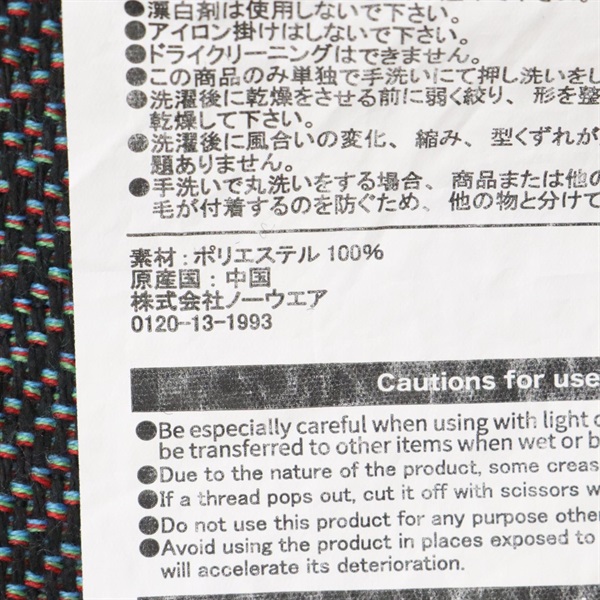 ●漂白剤は使用しないで下さい。
●アイロン掛けはしないで下さい。
●ドライクリーニングはできません。
●この商品のみ単独で手洗いにて押し洗いをし
●洗濯後に乾燥をさせる前に弱く絞り、形を整
乾燥して下さい。
●洗濯後に風合いの変化、縮み、型くずれが
題ありません。
●手洗いで丸洗いをする場合、商品または他の
毛が付着するのを防ぐため、他の物と分けて
素材:ポリエステル 100%
原産国:中国
株式会社ノーウエア
0120-13-1993
Cautions for use
●Be especially careful when using with light
be transferred to other items when wet or
●Due to the nature of the product, some creas
●If a thread pops out, cut it off with scissors
●Do not use this product for any purpose othe
●Avoid using the product in places exposed to
will accelerate its deterioration.